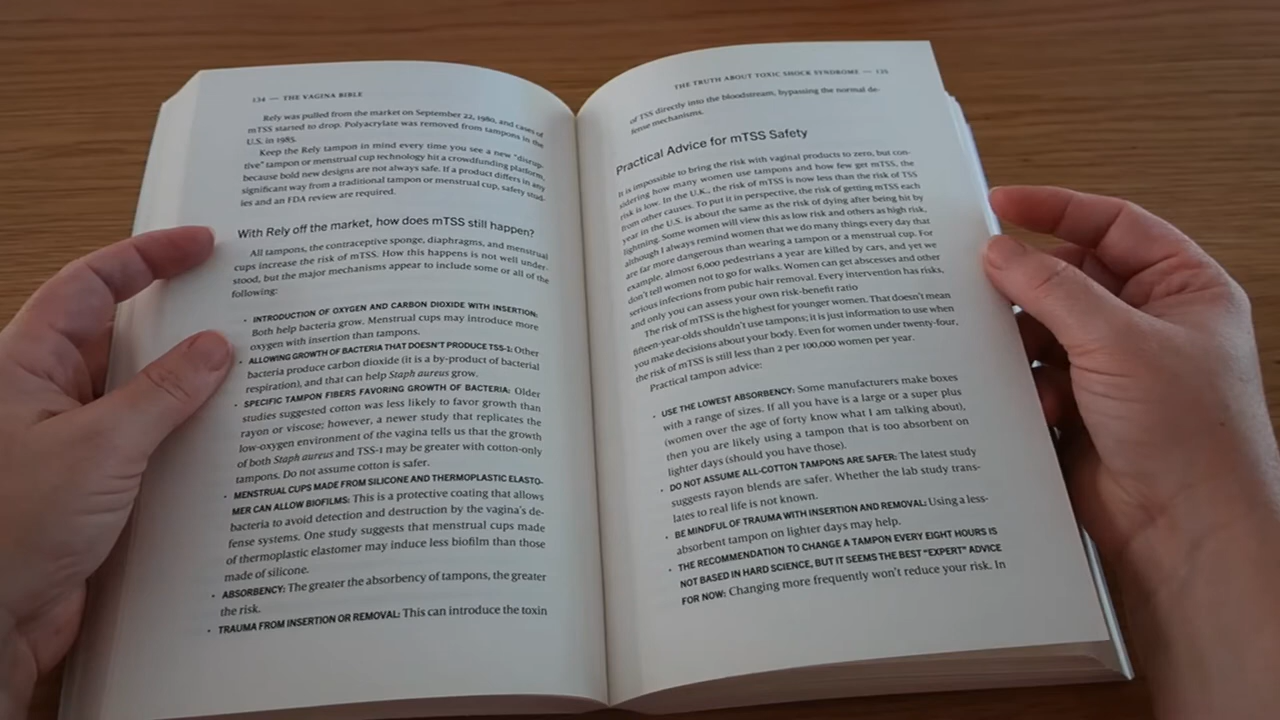 134 — THE VAGINA BIBLE
Rely was pulled from the market on September 22, 1980, and cases of
mTSS started to drop. Polyacrylate was removed from tampons in the
U.S. in 1985.
Keep the Rely tampon in mind every time you see a new "disrup-
tive" tampon or menstrual cup technology hit a crowdfunding platform,
because bold new designs are not always safe. If a product differs in any
significant way from a traditional tampon or menstrual cup, safety stud-
ies and an FDA review are required.
With Rely off the market, how does mTSS still happen?
All tampons, the contraceptive sponge, diaphragms, and menstrual
cups increase the risk of mTSS. How this happens is not well under-
stood, but the major mechanisms appear to include some or all of the
following:
• INTRODUCTION OF OXYGEN AND CARBON DIOXIDE WITH INSERTION:
Both help bacteria grow. Menstrual cups may introduce more
oxygen with insertion than tampons.
• ALLOWING GROWTH OF BACTERIA THAT DOESN'T PRODUCE TSS-1: Other
bacteria produce carbon dioxide (it is a by-product of bacterial
respiration), and that can help Staph aureus grow.
• SPECIFIC TAMPON FIBERS FAVORING GROWTH OF BACTERIA: Older
studies suggested cotton was less likely to favor growth than
rayon or viscose; however, a newer study that replicates the
low-oxygen environment of the vagina tells us that the growth
of both Staph aureus and TSS-1 may be greater with cotton-only
tampons. Do not assume cotton is safer.
• MENSTRUAL CUPS MADE FROM SILICONE AND THERMOPLASTIC ELASTO-
MER CAN ALLOW BIOFILMS: This is a protective coating that allows
bacteria to avoid detection and destruction by the vagina's de-
fense systems. One study suggests that menstrual cups made
of thermoplastic elastomer may induce less biofilm than those
made of silicone.
• ABSORBENCY: The greater the absorbency of tampons, the greater
the risk.
• TRAUMA FROM INSERTION OR REMOVAL: This can introduce the toxin
THE TRUTH ABOUT TOXIC SHOCK SYNDROME — 135
of TSS directly into the bloodstream, bypassing the normal de-
fense mechanisms.
Practical Advice for mTSS Safety
It is impossible to bring the risk with vaginal products to zero, but con-
sidering how many women use tampons and how few get mTSS, the
risk is low. In the U.K., the risk of mTSS is now less than the risk of TSS
from other causes. To put it in perspective, the risk of getting mTSS each
year in the U.S. is about the same as the risk of dying after being hit by
lightning. Some women will view this as low risk and others as high risk,
although I always remind women that we do many things every day that
are far more dangerous than wearing a tampon or a menstrual cup. For
example, almost 6,000 pedestrians a year are killed by cars, and yet we
don't tell women not to go for walks. Women can get abscesses and other
serious infections from pubic hair removal. Every intervention has risks,
and only you can assess your own risk-benefit ratio
The risk of mTSS is the highest for younger women. That doesn't mean
fifteen-year-olds shouldn't use tampons; it is just information to use when
you make decisions about your body. Even for women under twenty-four,
the risk of mTSS is still less than 2 per 100,000 women per year.
Practical tampon advice:
• USE THE LOWEST ABSORBENCY: Some manufacturers make boxes
with a range of sizes. If all you have is a large or a super plus
(women over the age of forty know what I am talking about),
then you are likely using a tampon that is too absorbent on
lighter days (should you have those).
• DO NOT ASSUME ALL-COTTON TAMPONS ARE SAFER: The latest study
suggests rayon blends are safer. Whether the lab study trans-
lates to real life is not known.
• BE MINDFUL OF TRAUMA WITH INSERTION AND REMOVAL: Using a less-
absorbent tampon on lighter days may help.
• THE RECOMMENDATION TO CHANGE A TAMPON EVERY EIGHT HOURS IS
NOT BASED IN HARD SCIENCE, BUT IT SEEMS THE BEST "EXPERT" ADVICE
FOR NOW: Changing more frequently won't reduce your risk. In